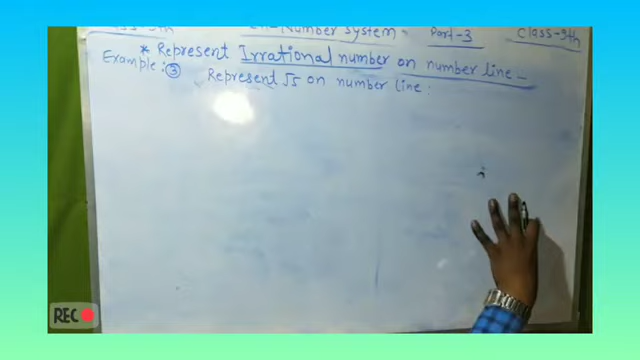 Number System Part-3 Class-9th
* Represent Irrational number on number line -
Example: ③
Represent √5 on number line :
REC